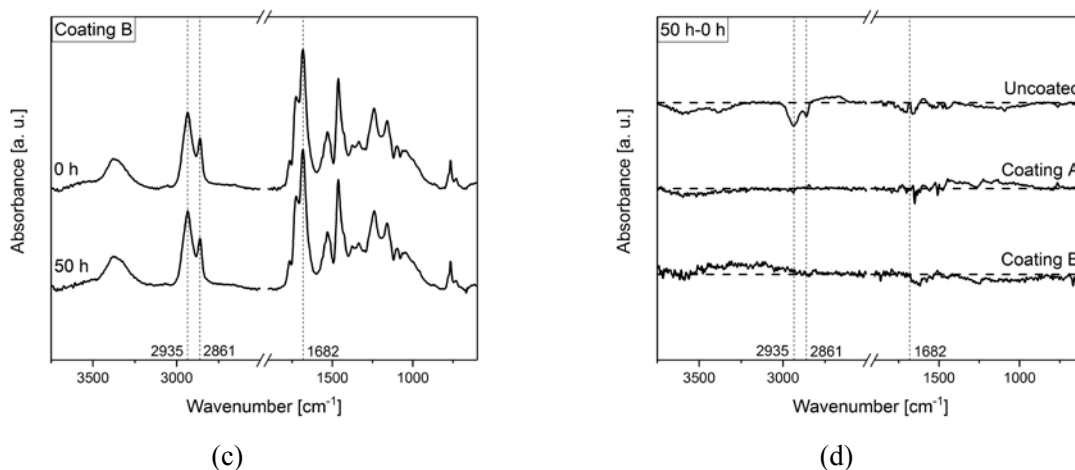 Coating B
0 h
50 h
2935
2861
1682
3500
3000
1500
1000
Absorbance [a. u.]
Wavenumber [cm⁻¹]
(c)
50 h-0 h
Uncoated
Coating A
Coating B
2935
2861
1682
3500
3000
1500
1000
Absorbance [a. u.]
Wavenumber [cm⁻¹]
(d)